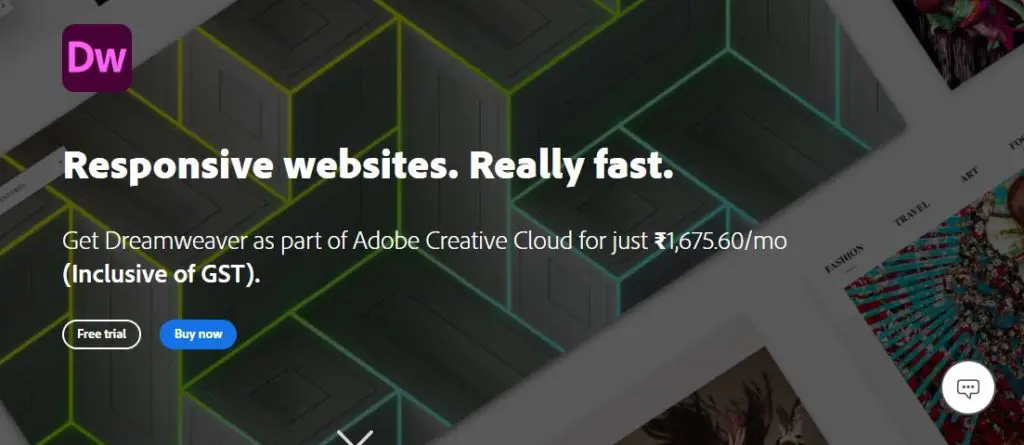 Dw
Responsive websites. Really fast.
Get Dreamweaver as part of Adobe Creative Cloud for just ₹1,675.60/mo
(Inclusive of GST).
Free trial
Buy now
FASHION
TRAVEL
ART